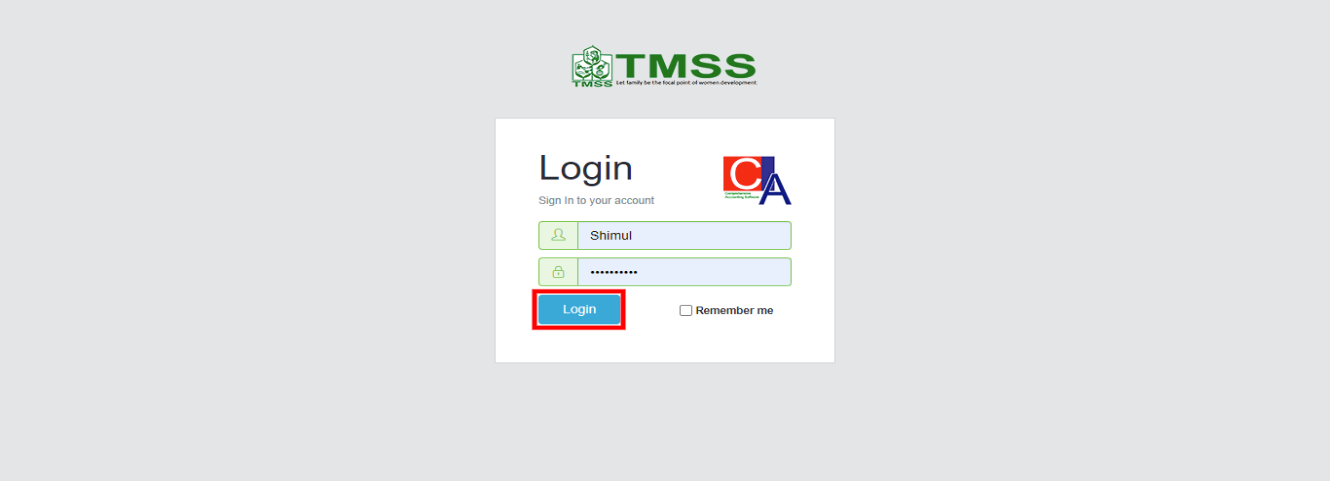 TMSS
TMSS
Let family be the focal point of women development
Login
CA
Comprehensive
Accounting Software
Sign In to your account
Shimul
••••••••••
Login
Remember me